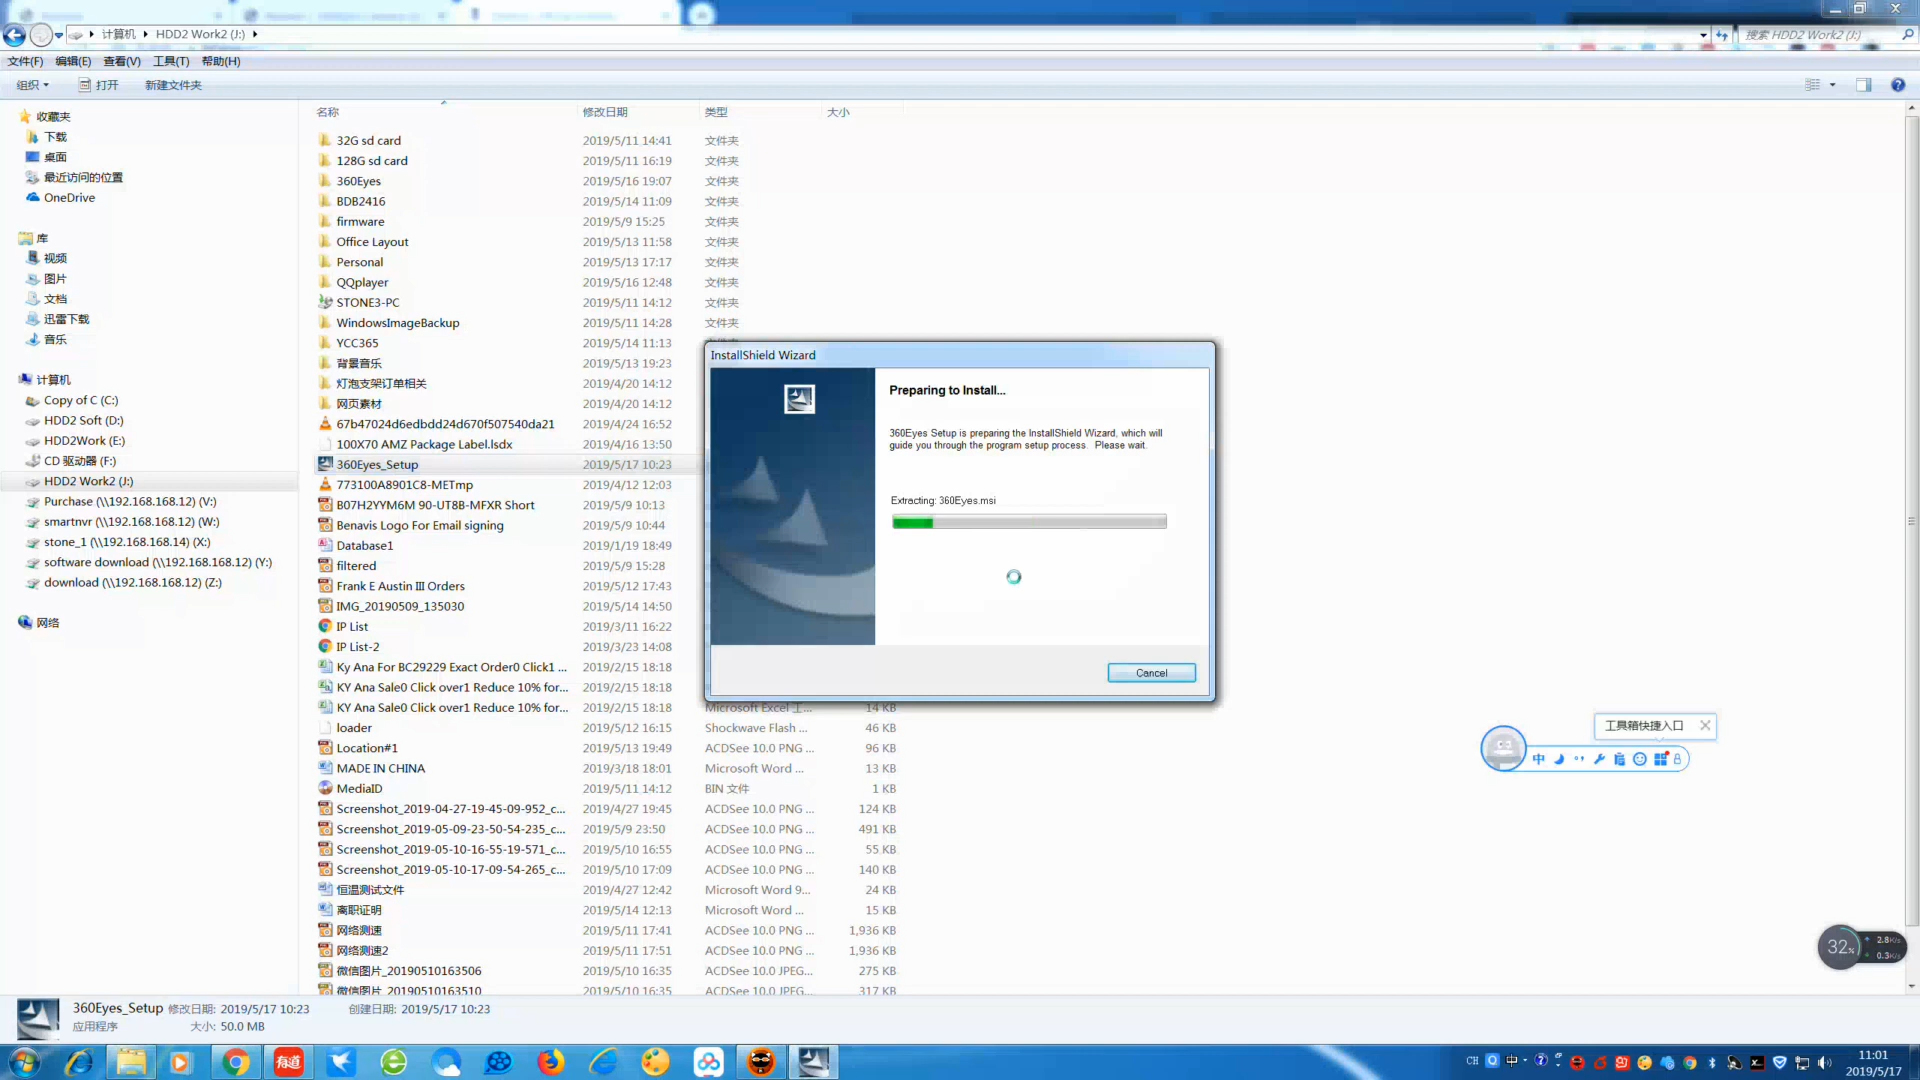 计算机 HDD2 Work2 (J:)
搜索 HDD2 Work2 (J:)
文件(F) 编辑(E) 查看(V) 工具(T) 帮助(H)
组织 打开 新建文件夹
收藏夹
下载
桌面
最近访问的位置
OneDrive
库
视频
图片
文档
迅雷下载
音乐
计算机
Copy of C (C:)
HDD2 Soft (D:)
HDD2Work (E:)
CD 驱动器 (F:)
HDD2 Work2 (J:)
Purchase (\\192.168.168.12) (V:)
smartnvr (\\192.168.168.12) (W:)
stone_1 (\\192.168.168.14) (X:)
software download (\\192.168.168.12) (Y:)
download (\\192.168.168.12) (Z:)
网络
名称 修改日期 类型 大小
32G sd card 2019/5/11 14:41 文件夹
128G sd card 2019/5/11 16:19 文件夹
360Eyes 2019/5/16 19:07 文件夹
BDB2416 2019/5/14 11:09 文件夹
firmware 2019/5/9 15:25 文件夹
Office Layout 2019/5/13 11:58 文件夹
Personal 2019/5/13 17:17 文件夹
QQplayer 2019/5/16 12:48 文件夹
STONE3-PC 2019/5/11 14:12 文件夹
WindowsImageBackup 2019/5/11 14:28 文件夹
YCC365 2019/5/14 11:13
背景音乐 2019/5/13 19:23
灯泡支架订单相关 2019/4/20 14:12
网页素材 2019/4/20 14:12
67b47024d6edbdd24d670f507540da21 2019/4/24 16:52
100X70 AMZ Package Label.lsdx 2019/4/16 13:50
360Eyes_Setup 2019/5/17 10:23
773100A8901C8-METmp 2019/4/12 12:03
B07H2YYM6M 90-UT8B-MFXR Short 2019/5/9 10:13
Benavis Logo For Email signing 2019/5/9 10:44
Database1 2019/1/19 18:49
filtered 2019/5/9 15:28
Frank E Austin III Orders 2019/5/12 17:43
IMG_20190509_135030 2019/5/14 14:50
IP List 2019/3/11 16:22
IP List-2 2019/3/23 14:08
Ky Ana For BC29229 Exact Order0 Click1 ... 2019/2/15 18:18
KY Ana Sale0 Click over1 Reduce 10% for... 2019/2/15 18:18
KY Ana Sale0 Click over1 Reduce 10% for... 2019/2/15 18:18 Microsoft Excel 工... 14 KB
loader 2019/5/12 16:15 Shockwave Flash ... 46 KB
Location#1 2019/5/13 19:49 ACDSee 10.0 PNG ... 96 KB
MADE IN CHINA 2019/3/18 18:01 Microsoft Word ... 13 KB
MediaID 2019/5/11 14:12 BIN 文件 1 KB
Screenshot_2019-04-27-19-45-09-952_c... 2019/4/27 19:45 ACDSee 10.0 PNG ... 124 KB
Screenshot_2019-05-09-23-50-54-235_c... 2019/5/9 23:50 ACDSee 10.0 PNG ... 491 KB
Screenshot_2019-05-10-16-55-19-571_c... 2019/5/10 16:55 ACDSee 10.0 PNG ... 55 KB
Screenshot_2019-05-10-17-09-54-265_c... 2019/5/10 17:09 ACDSee 10.0 PNG ... 140 KB
恒温测试文件 2019/4/27 12:42 Microsoft Word 9... 24 KB
离职证明 2019/5/14 12:13 Microsoft Word ... 15 KB
网络测速 2019/5/11 17:41 ACDSee 10.0 PNG ... 1,936 KB
网络测速2 2019/5/11 17:51 ACDSee 10.0 PNG ... 1,936 KB
微信图片_20190510163506 2019/5/10 16:35 ACDSee 10.0 JPEG... 275 KB
微信图片_20190510163510 2019/5/10 16:35 ACDSee 10.0 JPEG... 317 KB
InstallShield Wizard
Preparing to Install...
360Eyes Setup is preparing the InstallShield Wizard, which will
guide you through the program setup process. Please wait.
Extracting: 360Eyes.msi
Cancel
工具箱快捷入口
中
32%
2.8K/s
0.3K/s
360Eyes_Setup 修改日期: 2019/5/17 10:23 创建日期: 2019/5/17 10:23
应用程序 大小: 50.0 MB
有道
CH 中
11:01
2019/5/17